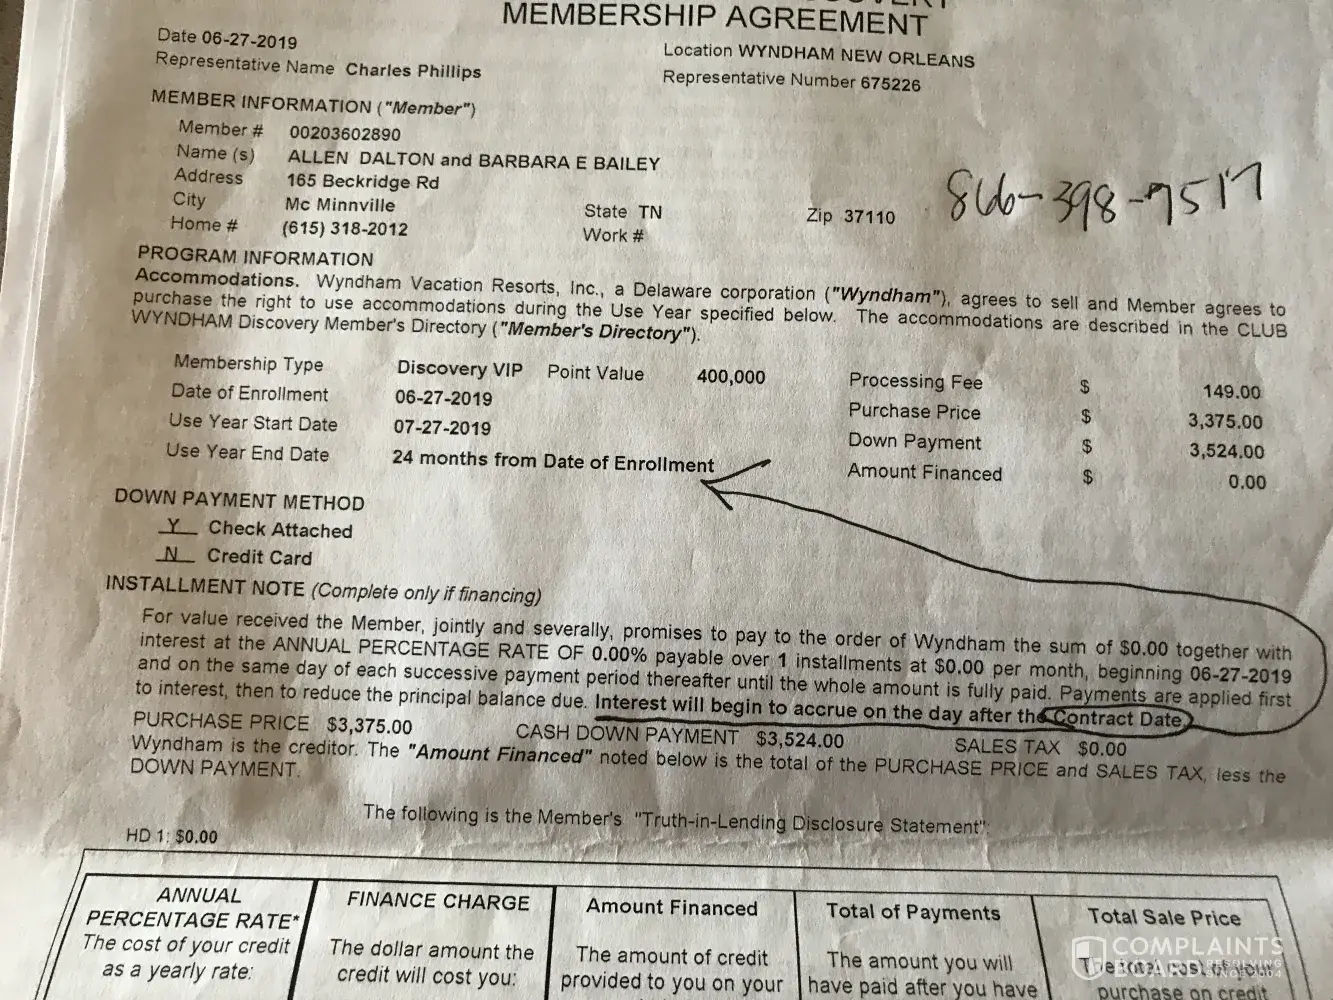 MEMBERSHIP AGREEMENT
Date 06-27-2019
Location WYNDHAM NEW ORLEANS
Representative Name Charles Phillips
Representative Number 675226
MEMBER INFORMATION ("Member")
Member # 00203602890
Name (s) ALLEN DALTON and BARBARA E BAILEY
Address 165 Beckridge Rd
City Mc Minnville State TN Zip 37110
Home # (615) 318-2012 Work #
866-398-9517
PROGRAM INFORMATION
Accommodations. Wyndham Vacation Resorts, Inc., a Delaware corporation ("Wyndham"), agrees to sell and Member agrees to
purchase the right to use accommodations during the Use Year specified below. The accommodations are described in the CLUB
WYNDHAM Discovery Member's Directory ("Member's Directory").
Membership Type Discovery VIP Point Value 400,000 Processing Fee $ 149.00
Date of Enrollment 06-27-2019 Purchase Price $ 3,375.00
Use Year Start Date 07-27-2019 Down Payment $ 3,524.00
Use Year End Date 24 months from Date of Enrollment Amount Financed $ 0.00
DOWN PAYMENT METHOD
Y Check Attached
N Credit Card
INSTALLMENT NOTE (Complete only if financing)
For value received the Member, jointly and severally, promises to pay to the order of Wyndham the sum of $0.00 together with
interest at the ANNUAL PERCENTAGE RATE OF 0.00% payable over 1 installments at $0.00 per month, beginning 06-27-2019
and on the same day of each successive payment period thereafter until the whole amount is fully paid. Payments are applied first
to interest, then to reduce the principal balance due. Interest will begin to accrue on the day after the Contract Date
PURCHASE PRICE $3,375.00 CASH DOWN PAYMENT $3,524.00 SALES TAX $0.00
Wyndham is the creditor. The "Amount Financed" noted below is the total of the PURCHASE PRICE and SALES TAX, less the
DOWN PAYMENT.
The following is the Member's "Truth-in-Lending Disclosure Statement":
HD 1: $0.00
ANNUAL
PERCENTAGE RATE*
The cost of your credit
as a yearly rate:
FINANCE CHARGE
The dollar amount the
credit will cost you:
Amount Financed
The amount of credit
provided to you on your
Total of Payments
The amount you will
have paid after you have
Total Sale Price
purchase on credit
COMPLAINTS
BOARD
RESOLVING
SINCE 2004